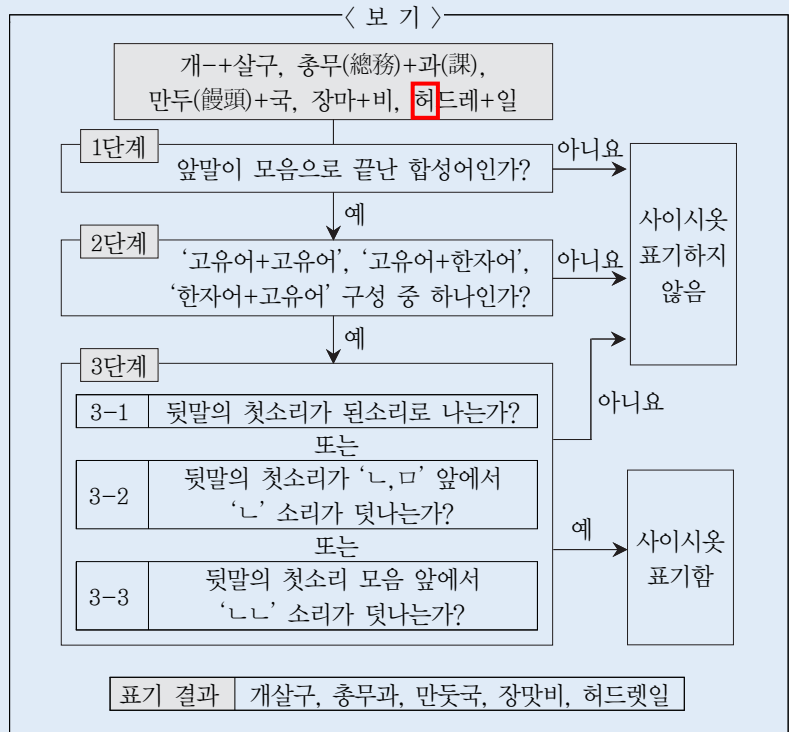 〈 보 기 〉
개-+살구, 총무(總務)+과(課),
만두(饅頭)+국, 장마+비, 허드레+일
1단계
앞말이 모음으로 끝난 합성어인가?
아니요
예
2단계
‘고유어+고유어’, ‘고유어+한자어’,
‘한자어+고유어’ 구성 중 하나인가?
아니요
사이시옷
표기하지
않음
예
3단계
3-1 뒷말의 첫소리가 된소리로 나는가?
아니요
또는
3-2 뒷말의 첫소리가 ‘ㄴ,ㅁ’ 앞에서
‘ㄴ’ 소리가 덧나는가?
또는
3-3 뒷말의 첫소리 모음 앞에서
‘ㄴㄴ’ 소리가 덧나는가?
예
사이시옷
표기함
표기 결과 개살구, 총무과, 만둣국, 장맛비, 허드렛일